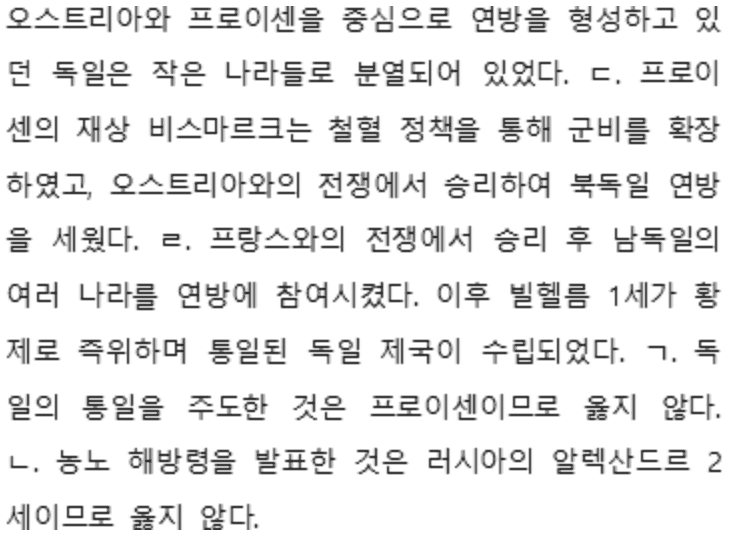 오스트리아와 프로이센을 중심으로 연방을 형성하고 있
던 독일은 작은 나라들로 분열되어 있었다. ㄷ. 프로이
센의 재상 비스마르크는 철혈 정책을 통해 군비를 확장
하였고, 오스트리아와의 전쟁에서 승리하여 북독일 연방
을 세웠다. ㄹ. 프랑스와의 전쟁에서 승리 후 남독일의
여러 나라를 연방에 참여시켰다. 이후 빌헬름 1세가 황
제로 즉위하며 통일된 독일 제국이 수립되었다. ㄱ. 독
일의 통일을 주도한 것은 프로이센이므로 옳지 않다.
ㄴ. 농노 해방령을 발표한 것은 러시아의 알렉산드르 2
세이므로 옳지 않다.